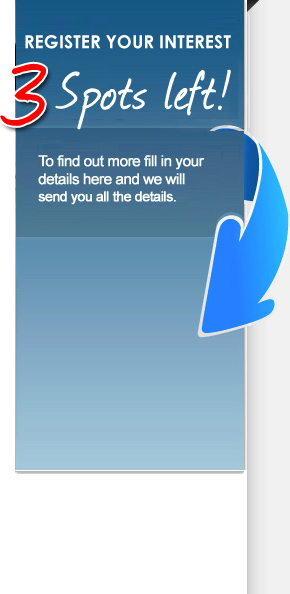 REGISTER YOUR INTEREST
3 Spots left!
To find out more fill in your
details here and we will
send you all the details.